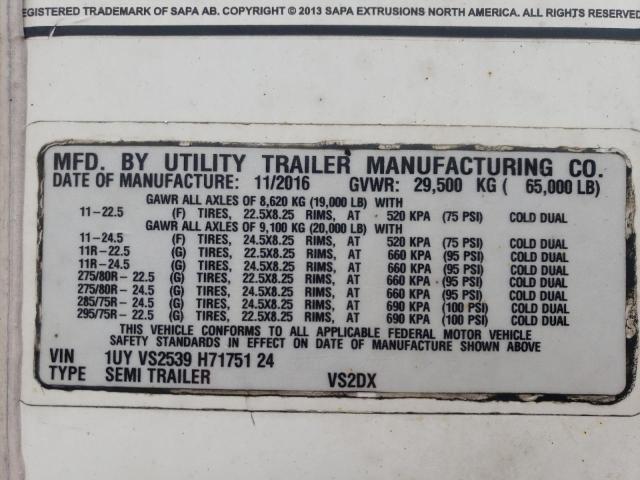 EGISTERED TRADEMARK OF SAPA AB. COPYRIGHT © 2013 SAPA EXTRUSIONS NORTH AMERICA. ALL RIGHTS RESERVED
MFD. BY UTILITY TRAILER MANUFACTURING CO.
DATE OF MANUFACTURE: 11/2016 GVWR: 29,500 KG ( 65,000 LB)
GAWR ALL AXLES OF 8,620 KG (19,000 LB) WITH
11-22.5 (F) TIRES, 22.5X8.25 RIMS, AT 520 KPA (75 PSI) COLD DUAL
GAWR ALL AXLES OF 9,100 KG (20,000 LB) WITH
11-24.5 (F) TIRES, 24.5X8.25 RIMS, AT 520 KPA (75 PSI) COLD DUAL
11R-22.5 (G) TIRES, 22.5X8.25 RIMS, AT 660 KPA (95 PSI) COLD DUAL
11R-24.5 (G) TIRES, 24.5X8.25 RIMS, AT 660 KPA (95 PSI) COLD DUAL
275/80R-22.5 (G) TIRES, 22.5X8.25 RIMS, AT 660 KPA (95 PSI) COLD DUAL
275/80R-24.5 (G) TIRES, 24.5X8.25 RIMS, AT 660 KPA (95 PSI) COLD DUAL
285/75R-24.5 (G) TIRES, 24.5X8.25 RIMS, AT 690 KPA (100 PSI) COLD DUAL
295/75R-22.5 (G) TIRES, 22.5X8.25 RIMS, AT 690 KPA (100 PSI) COLD DUAL
THIS VEHICLE CONFORMS TO ALL APPLICABLE FEDERAL MOTOR VEHICLE
SAFETY STANDARDS IN EFFECT ON DATE OF MANUFACTURE SHOWN ABOVE
VIN 1UY VS2539 H71751 24
TYPE SEMI TRAILER VS2DX